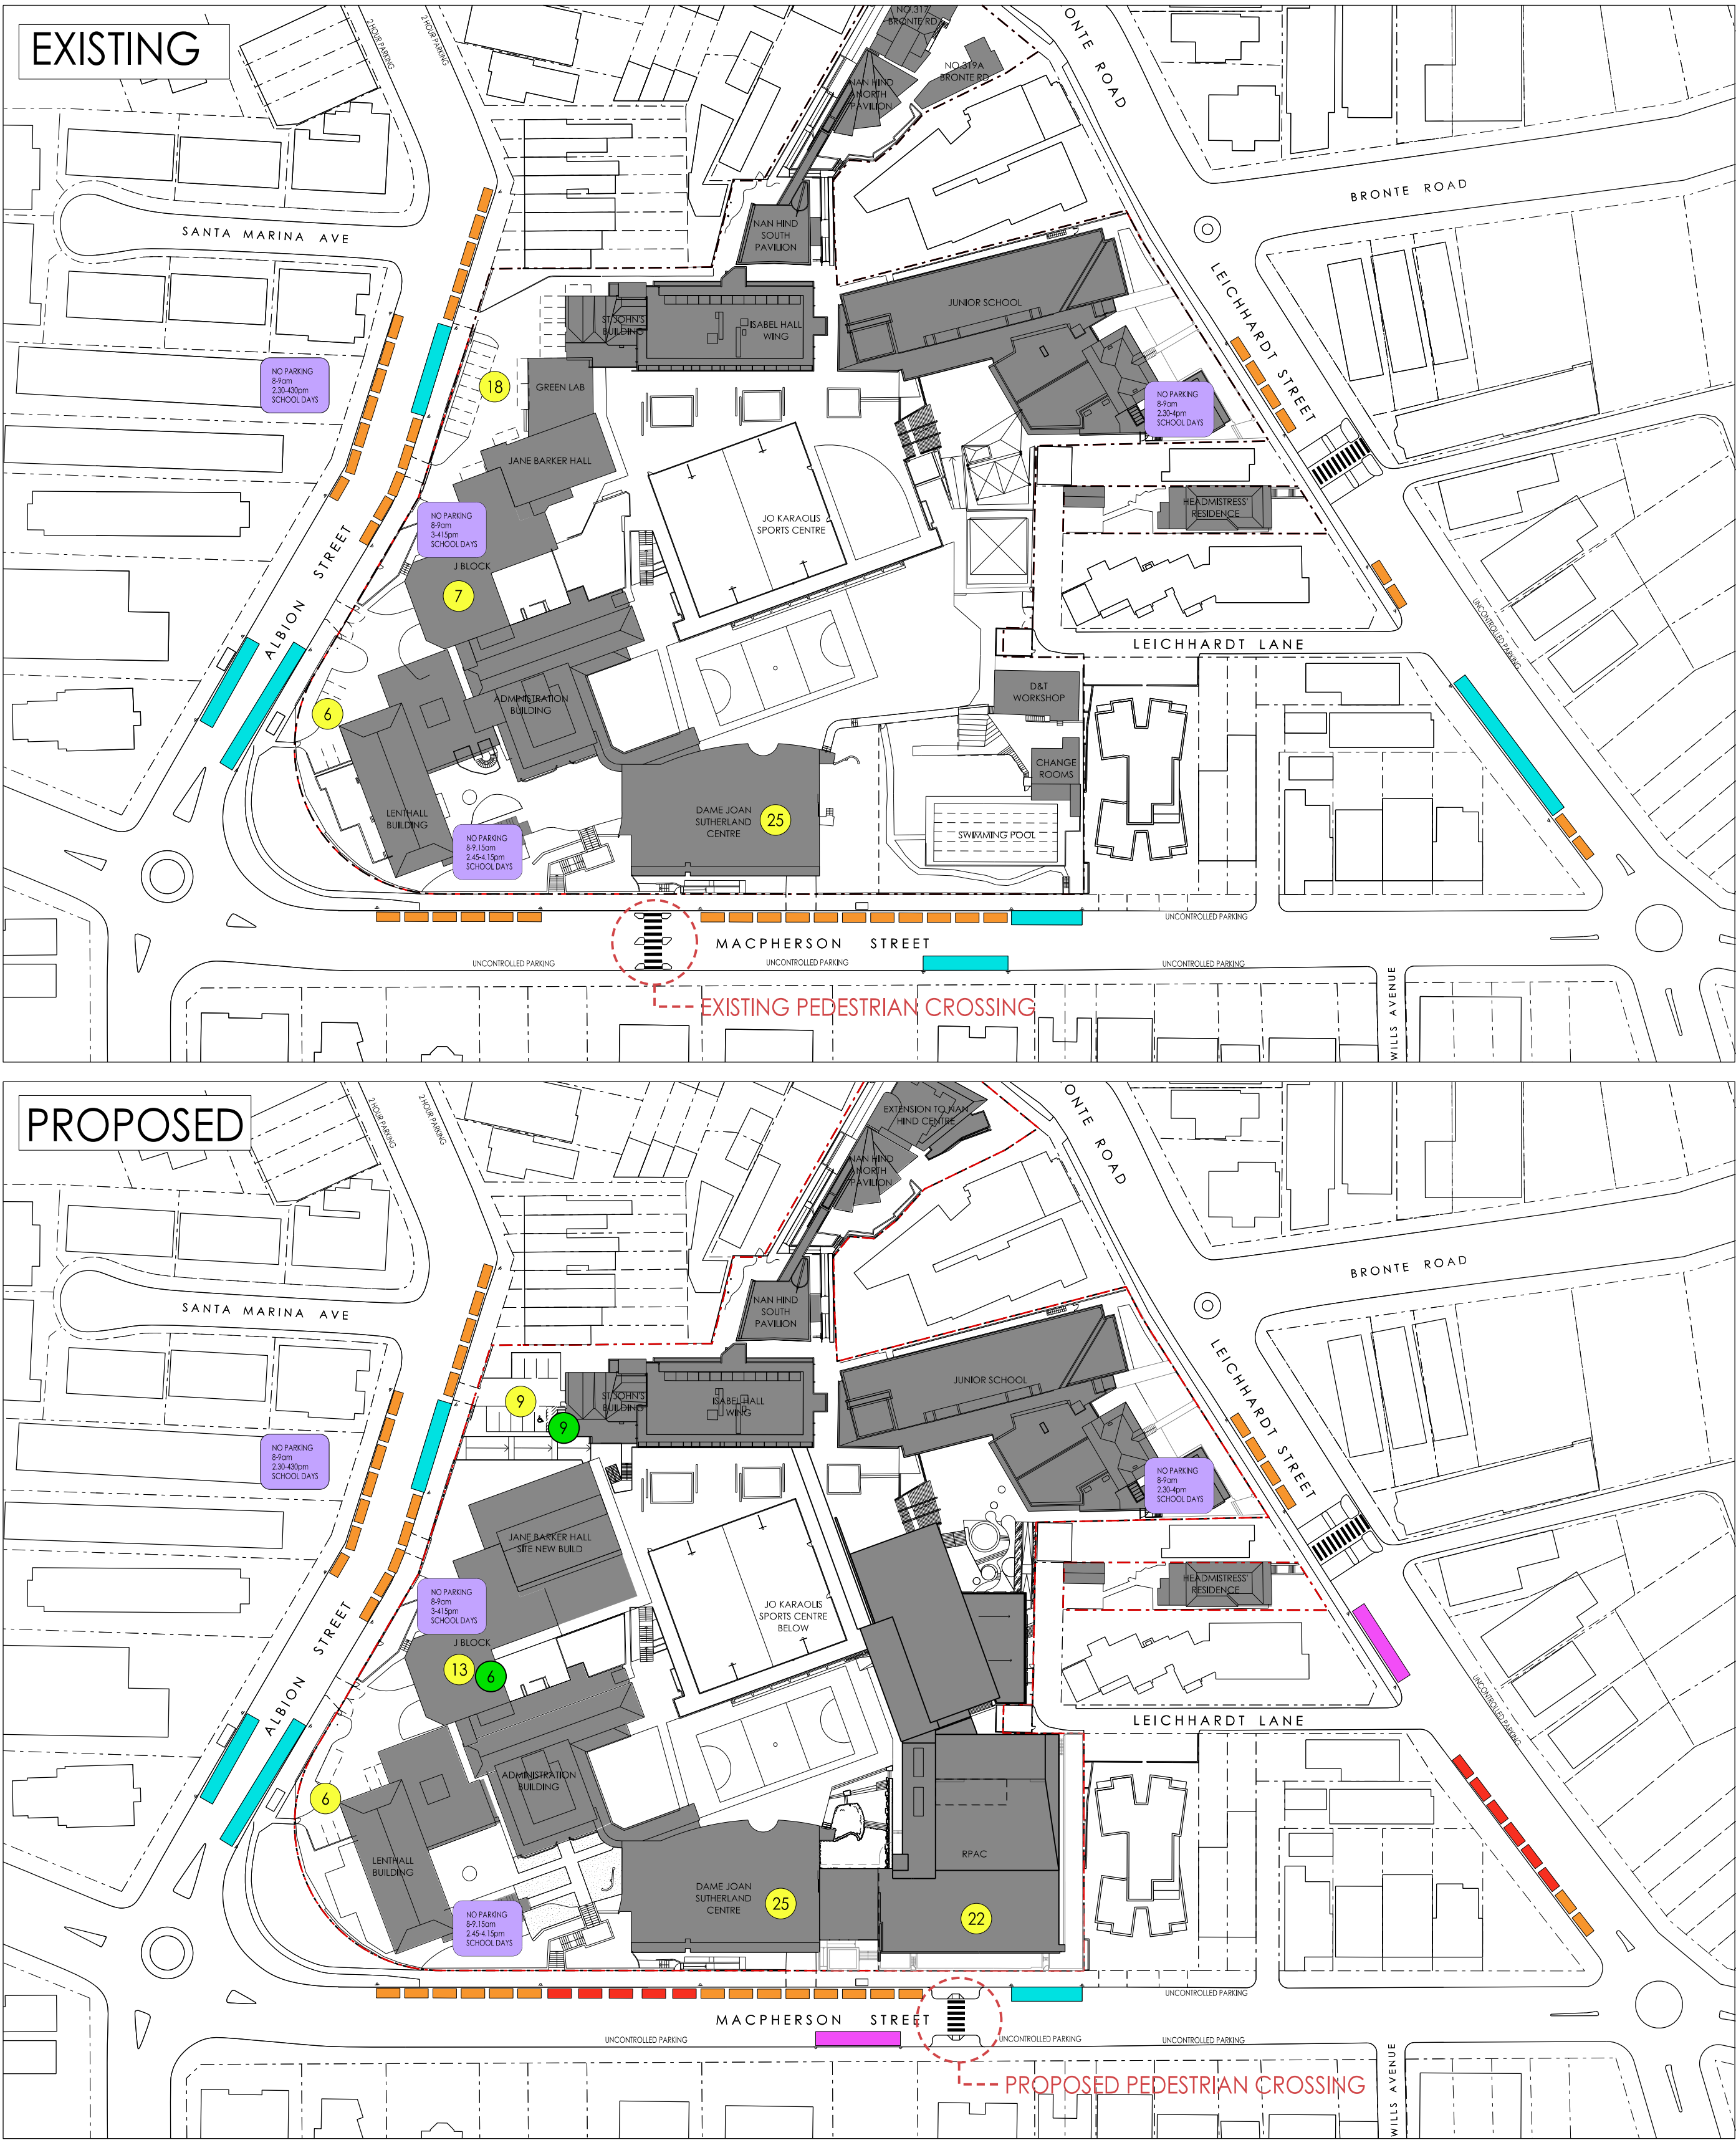 EXISTING
2 HOUR PARKING
2 HOUR PARKING
NO.317
BRONTE RD
NO.319A
BRONTE RD
NAN HIND
NORTH
PAVILION
ONTE ROAD
BRONTE ROAD
SANTA MARINA AVE
NAN HIND
SOUTH
PAVILION
LEICHHARDT STREET
JUNIOR SCHOOL
ST JOHN'S
BUILDING
ISABEL HALL
WING
NO PARKING
8-9am
2.30-430pm
SCHOOL DAYS
18
GREEN LAB
NO PARKING
8-9am
2.30-4pm
SCHOOL DAYS
JANE BARKER HALL
HEADMISTRESS'
RESIDENCE
NO PARKING
8-9am
3-415pm
SCHOOL DAYS
JO KARAOLIS
SPORTS CENTRE
ALBION STREET
J BLOCK
7
UNCONTROLLED PARKING
LEICHHARDT LANE
6
ADMINISTRATION
BUILDING
D&T
WORKSHOP
CHANGE
ROOMS
LENTHALL
BUILDING
DAME JOAN
SUTHERLAND
CENTRE
25
SWIMMING POOL
NO PARKING
8-9.15am
2.45-4.15pm
SCHOOL DAYS
UNCONTROLLED PARKING
MACPHERSON STREET
UNCONTROLLED PARKING
UNCONTROLLED PARKING
UNCONTROLLED PARKING
WILLS AVENUE
EXISTING PEDESTRIAN CROSSING
PROPOSED
2 HOUR PARKING
2 HOUR PARKING
EXTENSION TO NAN
HIND CENTRE
NAN HIND
NORTH
PAVILION
ONTE ROAD
BRONTE ROAD
SANTA MARINA AVE
NAN HIND
SOUTH
PAVILION
LEICHHARDT STREET
JUNIOR SCHOOL
ST JOHN'S
BUILDING
ISABEL HALL
WING
9
9
NO PARKING
8-9am
2.30-430pm
SCHOOL DAYS
NO PARKING
8-9am
2.30-4pm
SCHOOL DAYS
JANE BARKER HALL
SITE NEW BUILD
HEADMISTRESS'
RESIDENCE
NO PARKING
8-9am
3-415pm
SCHOOL DAYS
JO KARAOLIS
SPORTS CENTRE
BELOW
ALBION STREET
J BLOCK
13
6
UNCONTROLLED PARKING
LEICHHARDT LANE
6
ADMINISTRATION
BUILDING
LENTHALL
BUILDING
RPAC
DAME JOAN
SUTHERLAND
CENTRE
25
22
NO PARKING
8-9.15am
2.45-4.15pm
SCHOOL DAYS
UNCONTROLLED PARKING
MACPHERSON STREET
UNCONTROLLED PARKING
UNCONTROLLED PARKING
UNCONTROLLED PARKING
WILLS AVENUE
PROPOSED PEDESTRIAN CROSSING